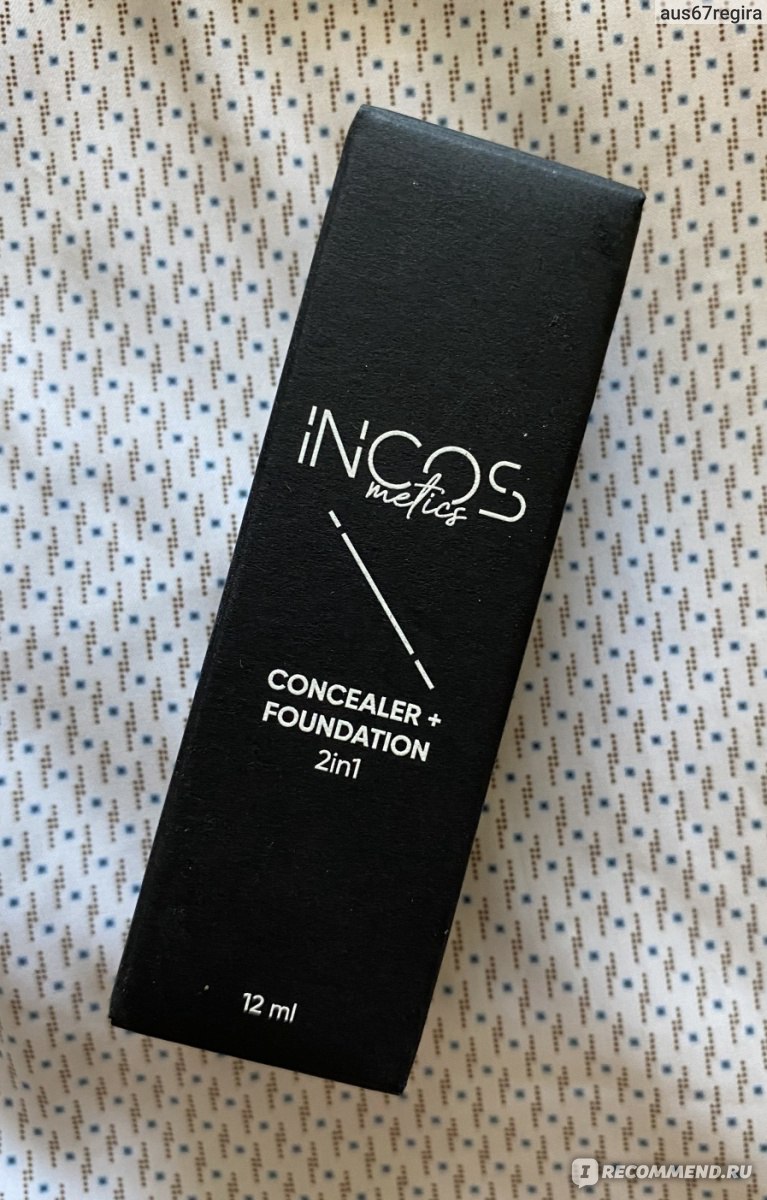 aus67regira
INCOS
metics
CONCEALER +
FOUNDATION
2in1
12 ml
I RECOMMEND.RU